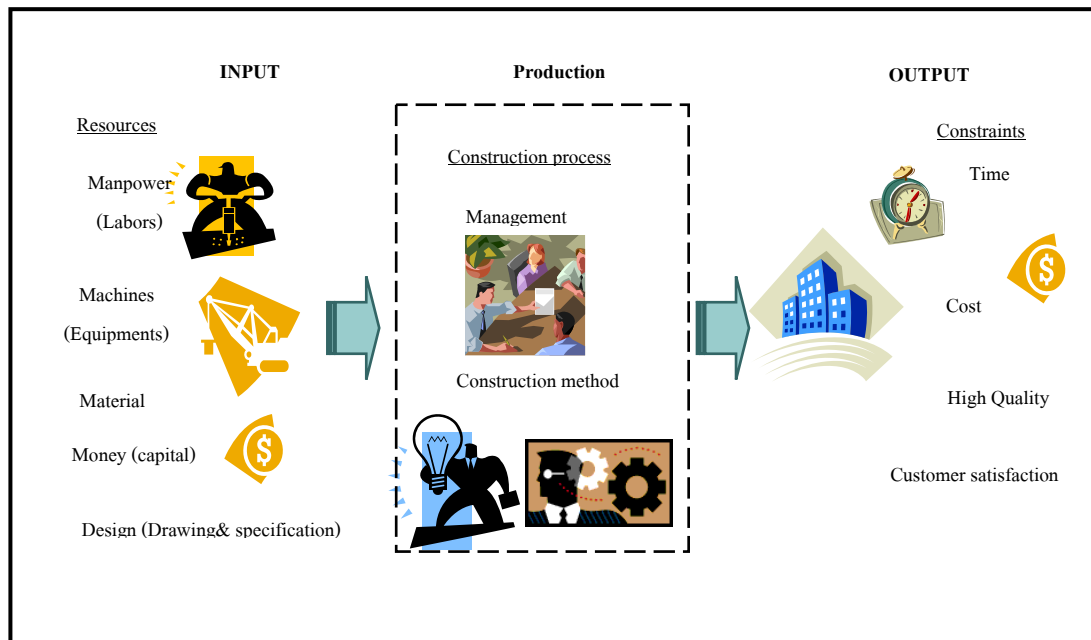 INPUT
Resources
Manpower
(Labors)
Machines
(Equipments)
Material
Money (capital)
Design (Drawing& specification)
Production
Construction process
Management
Construction method
OUTPUT
Constraints
Time
Cost
High Quality
Customer satisfaction